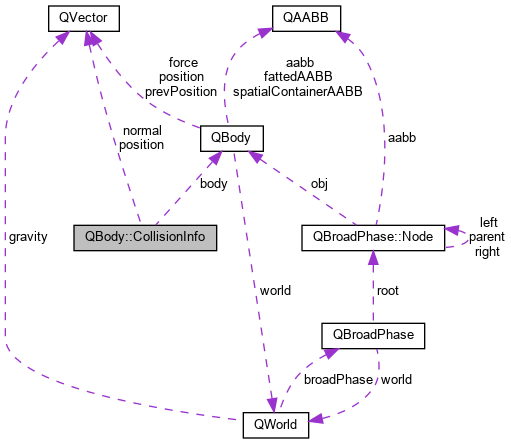 QVector
QAABB
force
position
prevPosition
aabb
fattedAABB
spatialContainerAABB
normal
position
QBody
aabb
body
obj
gravity
QBody::CollisionInfo
QBroadPhase::Node
left
parent
right
world
root
QBroadPhase
broadPhase
world
QWorld